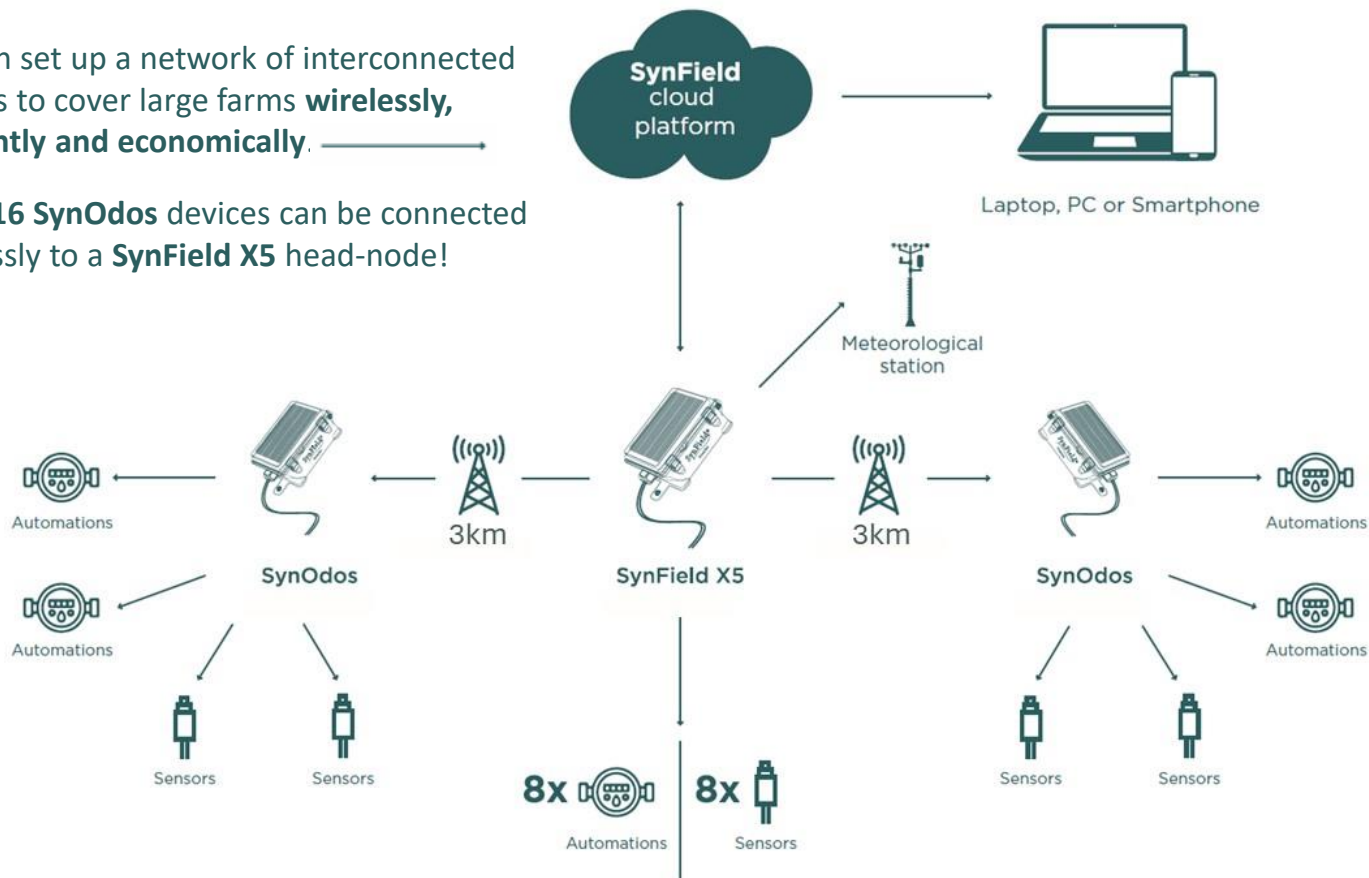 n set up a network of interconnected
s to cover large farms wirelessly,
ntly and economically.
16 SynOdos devices can be connected
ssly to a SynField X5 head-node!
SynField
cloud
platform
Laptop, PC or Smartphone
Meteorological
station
Automations
3km
3km
Automations
SynOdos
SynField X5
SynOdos
Automations
Automations
Sensors
Sensors
Sensors
Sensors
8x
8x
Automations
Sensors